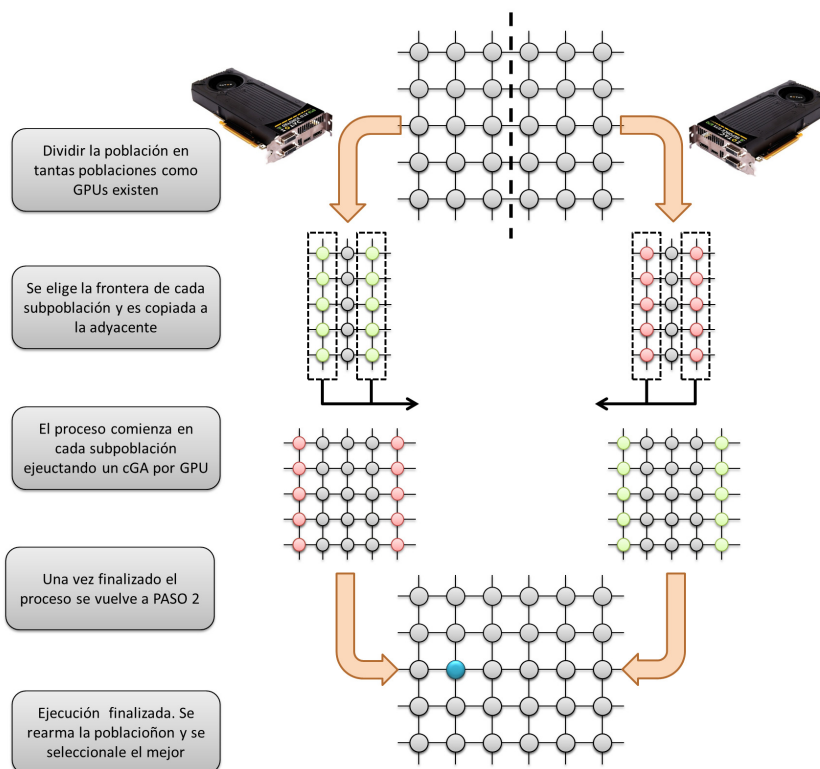 Dividir la población en
tantas poblaciones como
GPUs existen
Se elige la frontera de cada
subpoblación y es copiada a
la adyacente
El proceso comienza en
cada subpoblación
ejeuctando un cGA por GPU
Una vez finalizado el
proceso se vuelve a PASO 2
Ejecución finalizada. Se
rearma la poblacioñon y se
seleccionale el mejor